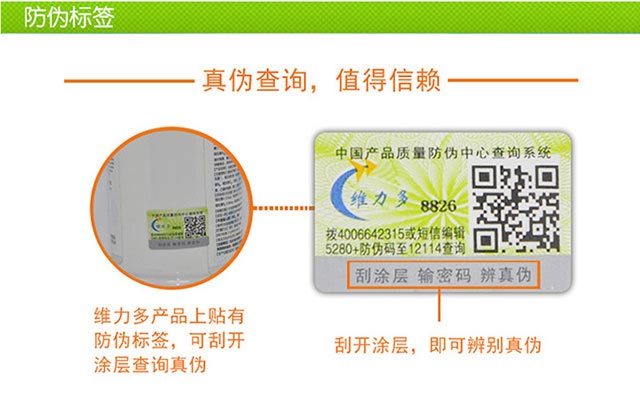 防伪标签
真伪查询，值得信赖
中国产品质量防伪中心查询系统
维力多 8826
拨4006642315或短信编辑
5280+防伪码至12114查询
刮涂层 输密码 辨真伪
维力多产品上贴有
防伪标签，可刮开
涂层查询真伪
刮开涂层，即可辨别真伪